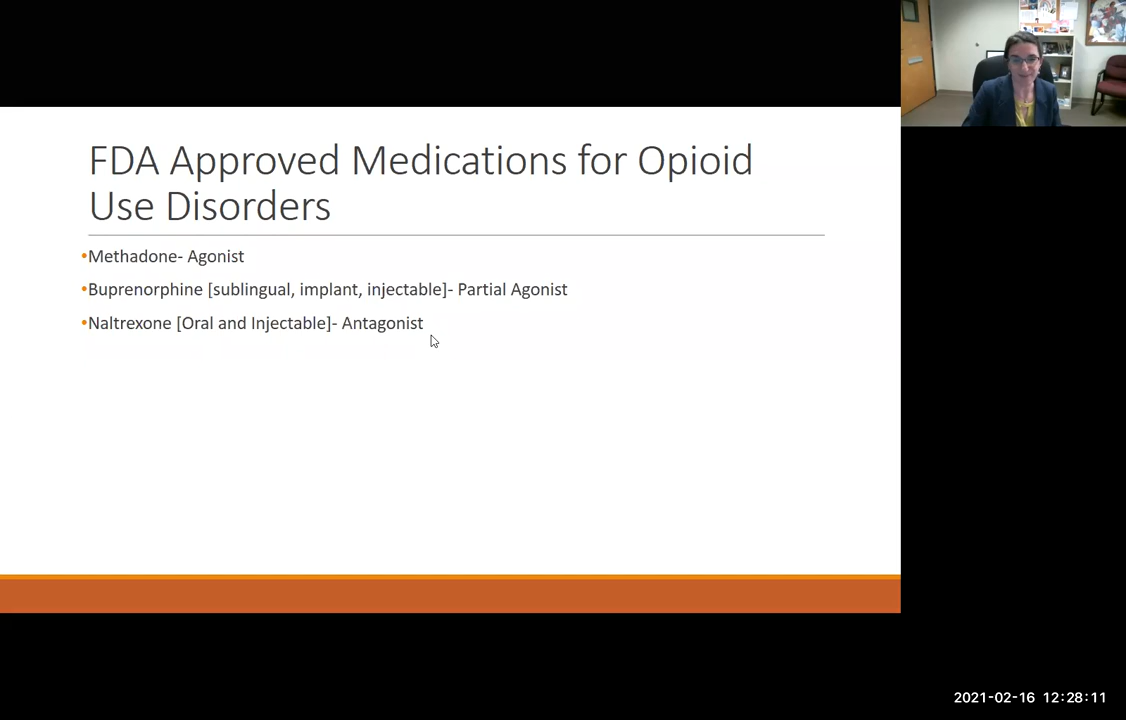 FDA Approved Medications for Opioid
Use Disorders
•Methadone- Agonist
•Buprenorphine [sublingual, implant, injectable]- Partial Agonist
•Naltrexone [Oral and Injectable]- Antagonist
2021-02-16 12:28:11